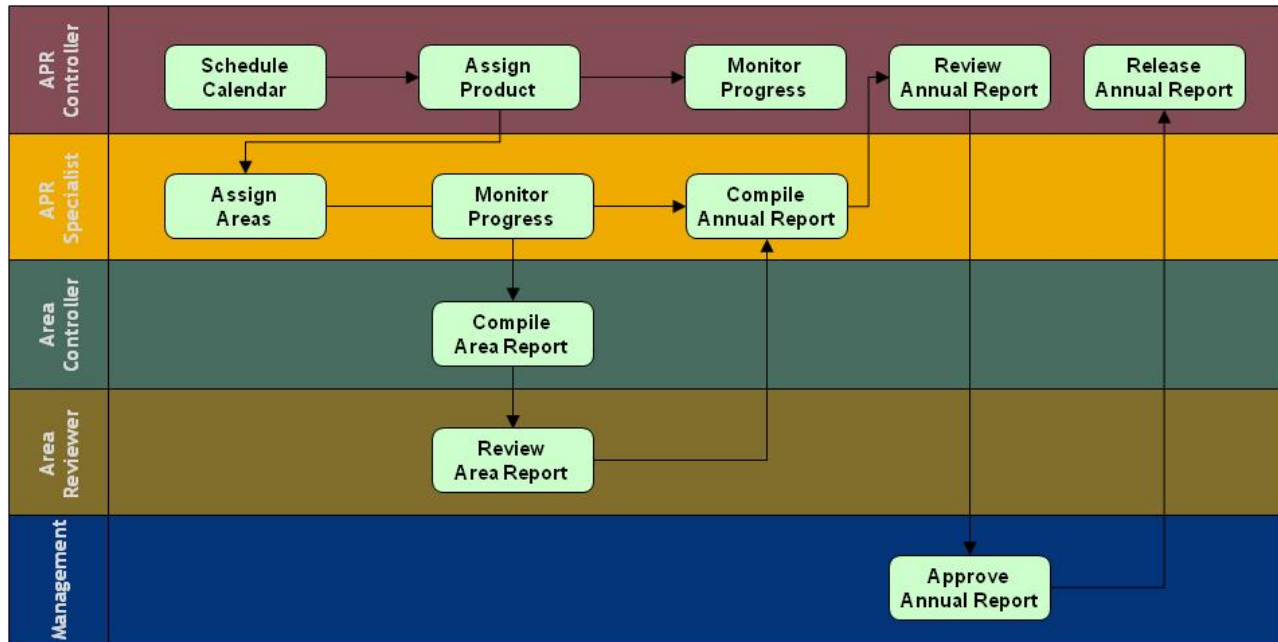 APR
Controller
Schedule
Calendar
Assign
Product
Monitor
Progress
Review
Annual Report
Release
Annual Report
APR
Specialist
Assign
Areas
Monitor
Progress
Compile
Annual Report
Area
Controller
Compile
Area Report
Area
Reviewer
Review
Area Report
Management
Approve
Annual Report